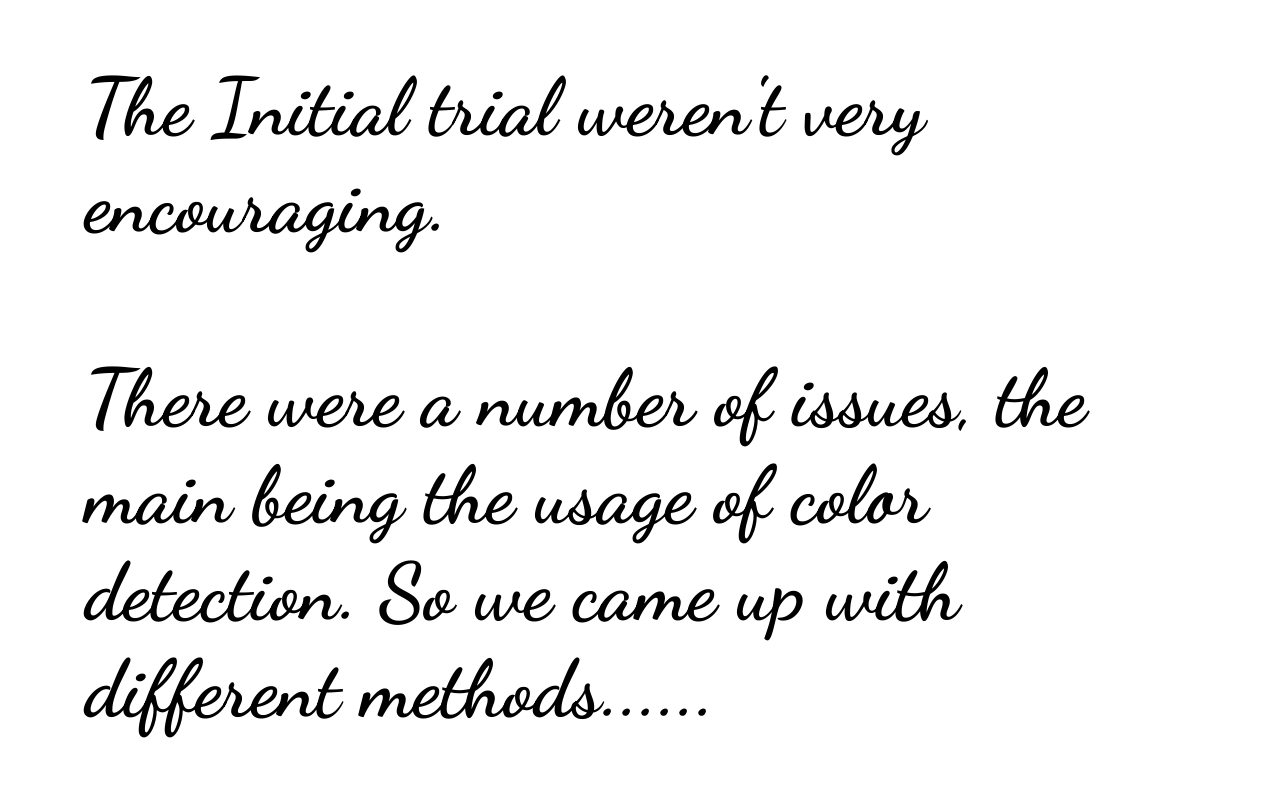 The Initial trial weren't very
encouraging.
There were a number of issues, the
main being the usage of color
detection. So we came up with
different methods......